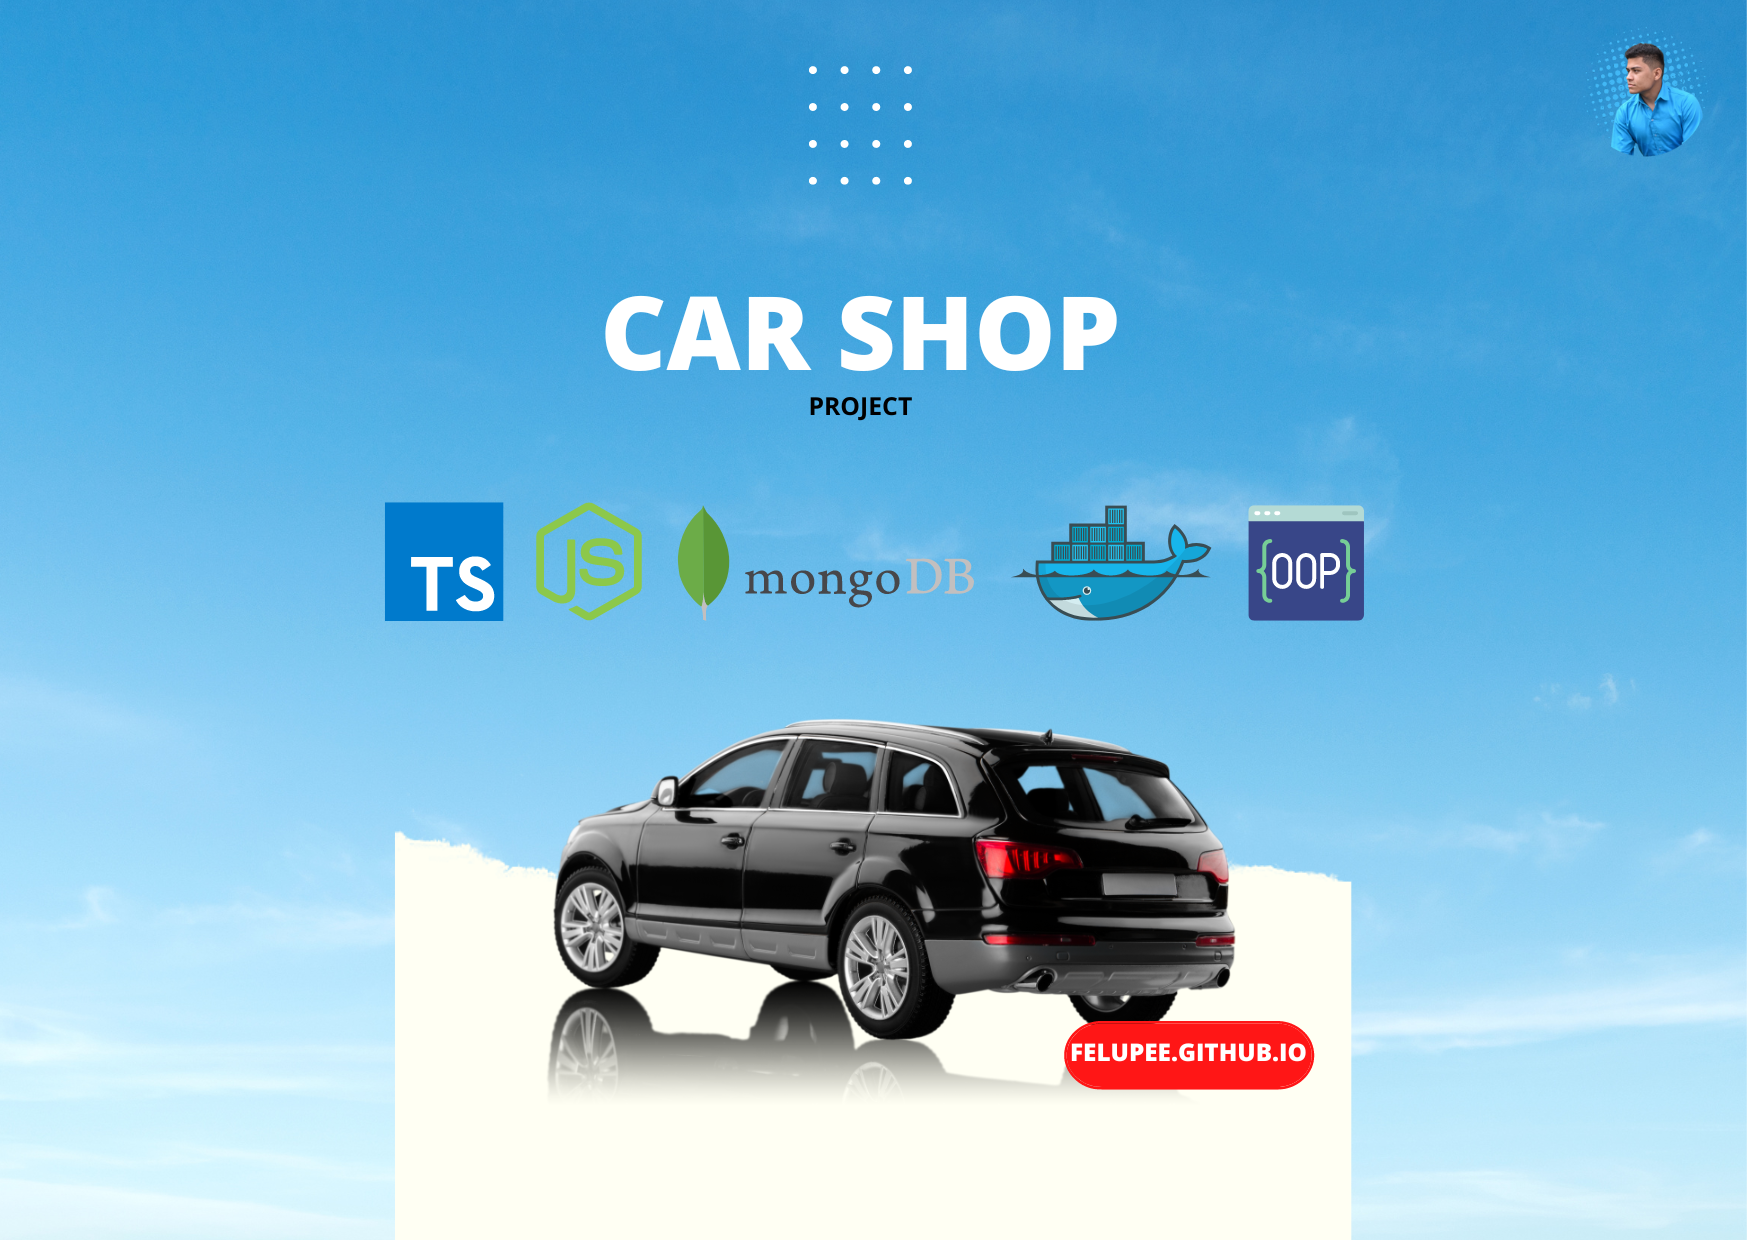 CAR SHOP
PROJECT
TS
JS
mongoDB
{OOP}
FELUPEE.GITHUB.IO